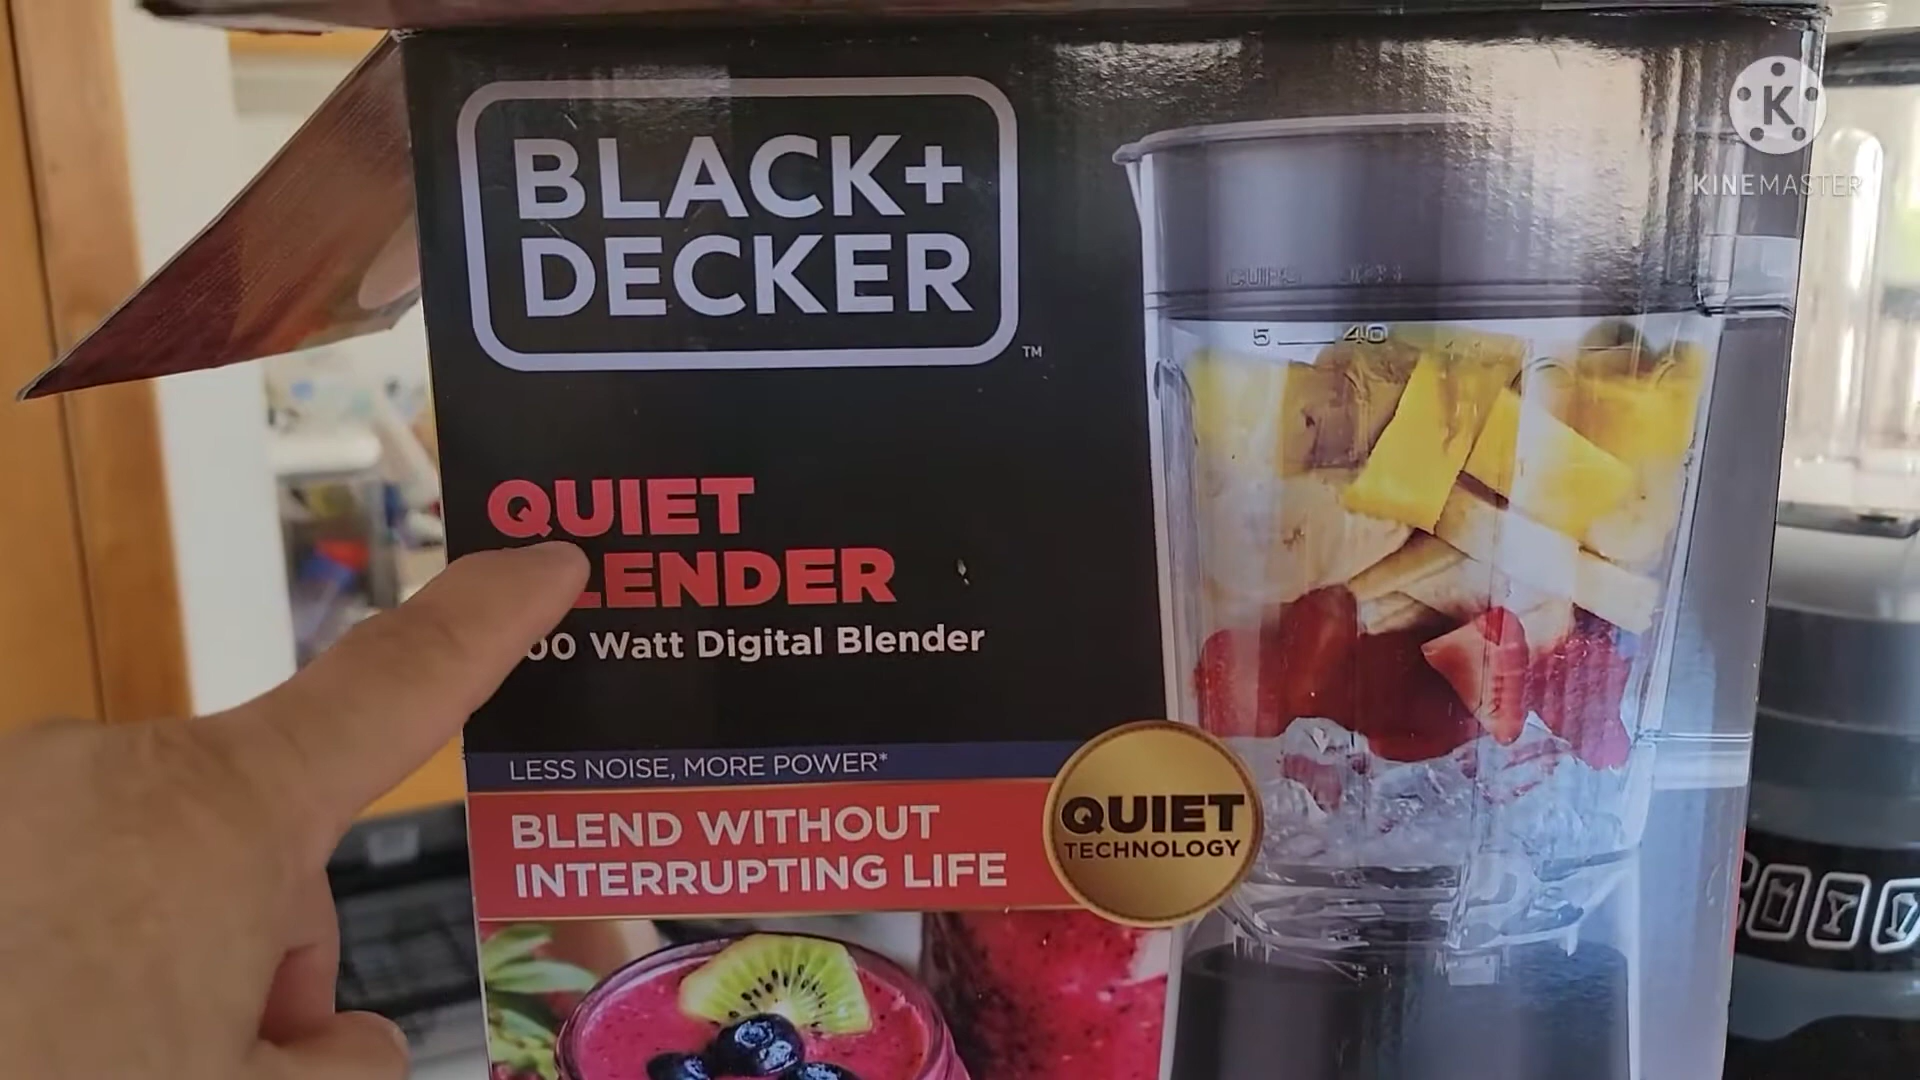 BLACK+
DECKER
TM
QUIET
LENDER
00 Watt Digital Blender
LESS NOISE, MORE POWER*
BLEND WITHOUT
INTERRUPTING LIFE
QUIET
TECHNOLOGY
5 40
K
KINEMASTER